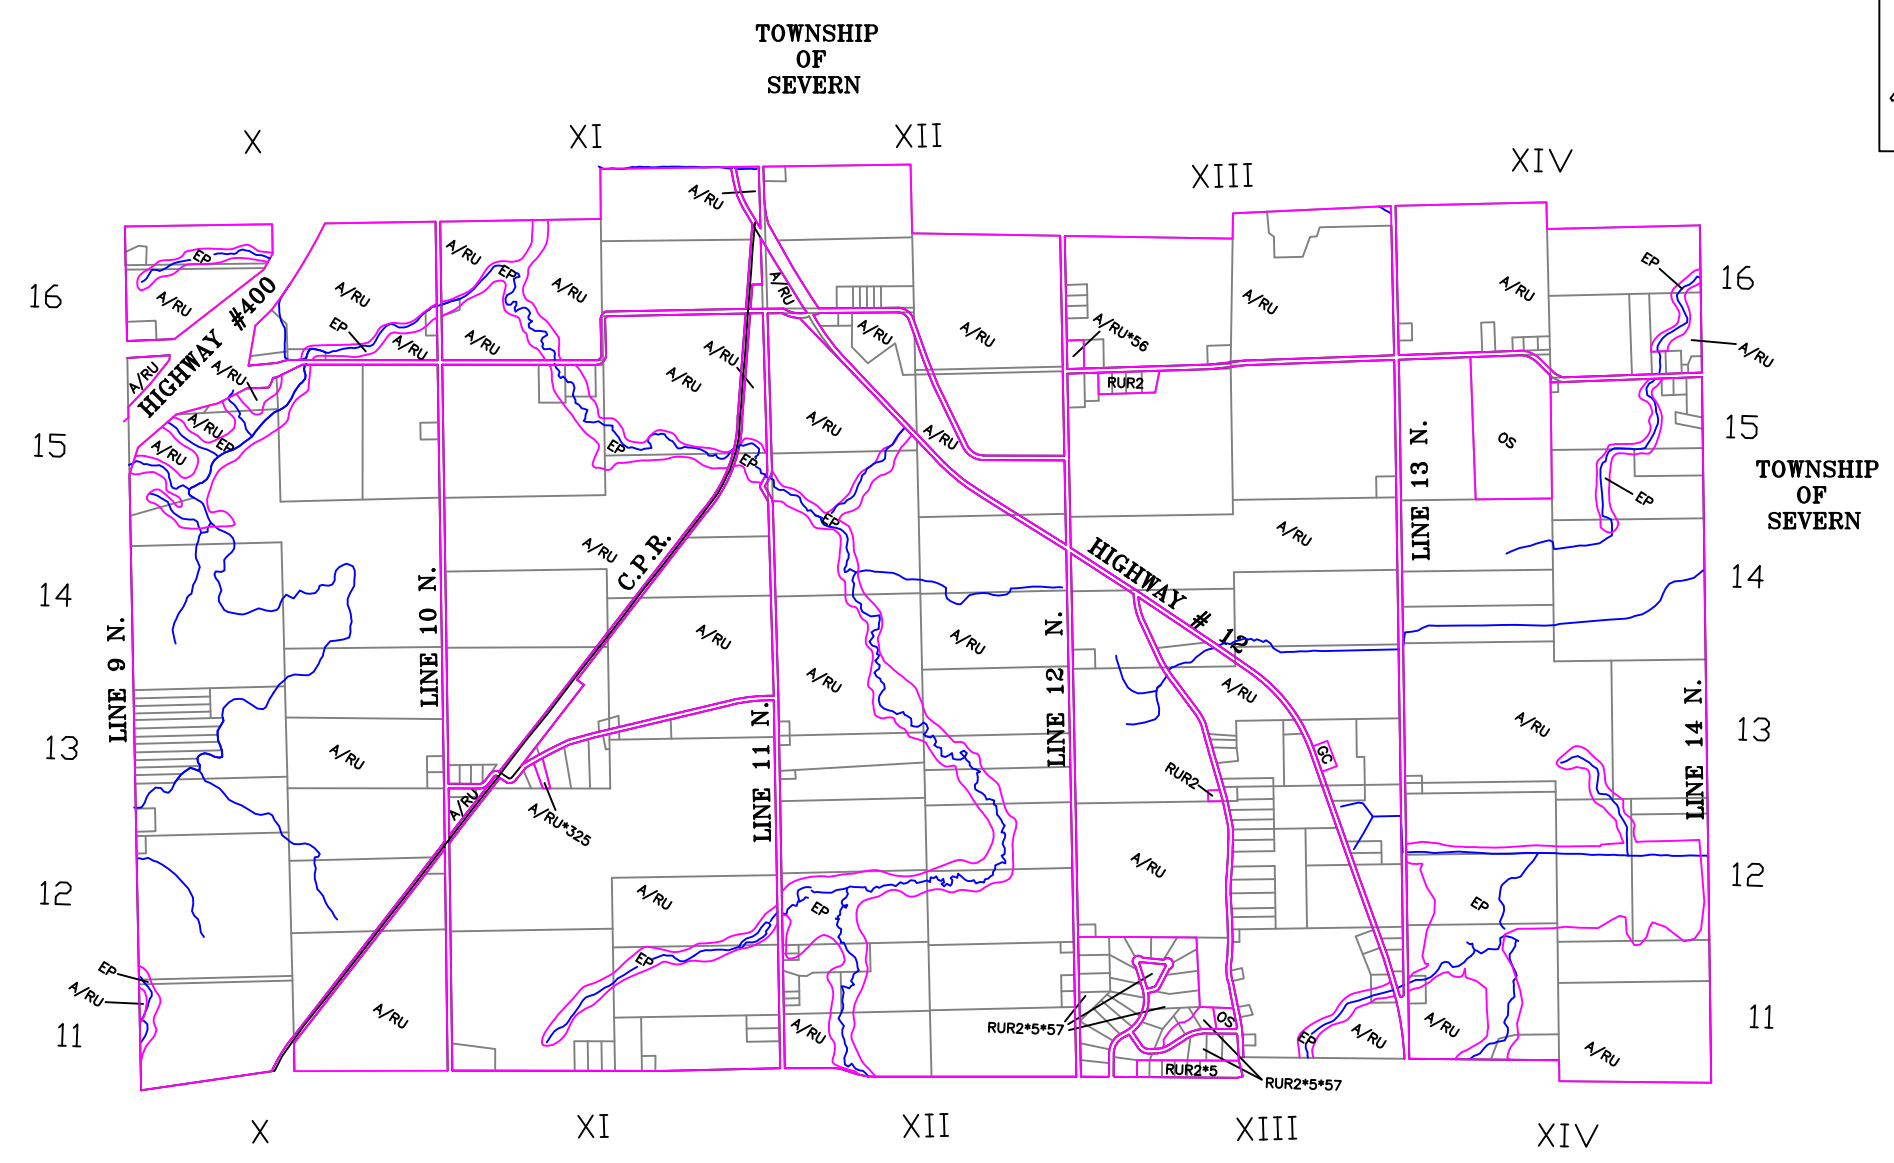 TOWNSHIP
OF
SEVERN
X
XI
XII
XIII
XIV
A/RU
EP
A/RU
A/RU
EP
A/RU
A/RU
EP
A/RU
A/RU
A/RU
A/RU
A/RU
A/RU
A/RU
EP
16
16
HIGHWAY #400
EP
A/RU
A/RU*56
A/RU
A/RU
A/RU
A/RU
A/RU
RUR2
A/RU
A/RU
A/RU
EP
A/RU
EP
EP
A/RU
OS
15
15
LINE 13 N.
TOWNSHIP
OF
SEVERN
EP
EP
A/RU
C.P.R.
HIGHWAY # 12
A/RU
14
14
LINE 9 N.
LINE 10 N.
A/RU
A/RU
LINE 12 N.
A/RU
A/RU
LINE 11 N.
LINE 14 N.
A/RU
13
13
A/RU
A/RU
A/RU*325
RUR2
GC
A/RU
12
12
A/RU
EP
EP
EP
EP
A/RU
A/RU
A/RU
RUR2*5*57
OS
EP
A/RU
A/RU
A/RU
11
11
RUR2*5
RUR2*5*57
X
XI
XII
XIII
XIV